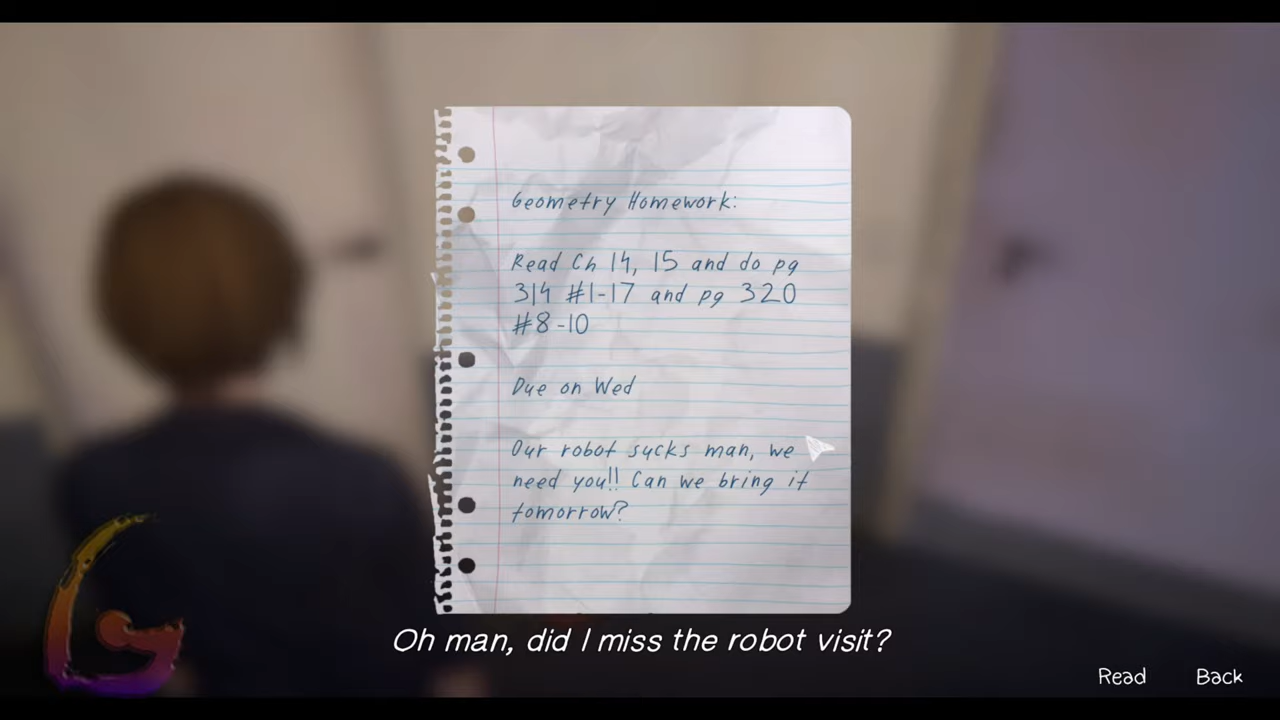 Geometry Homework:
Read Ch 14, 15 and do pg
314 #1-17 and pg 320
#8-10
Due on Wed
Our robot sucks man, we
need you!! Can we bring it
tomorrow?
Oh man, did I miss the robot visit?
Read
Back